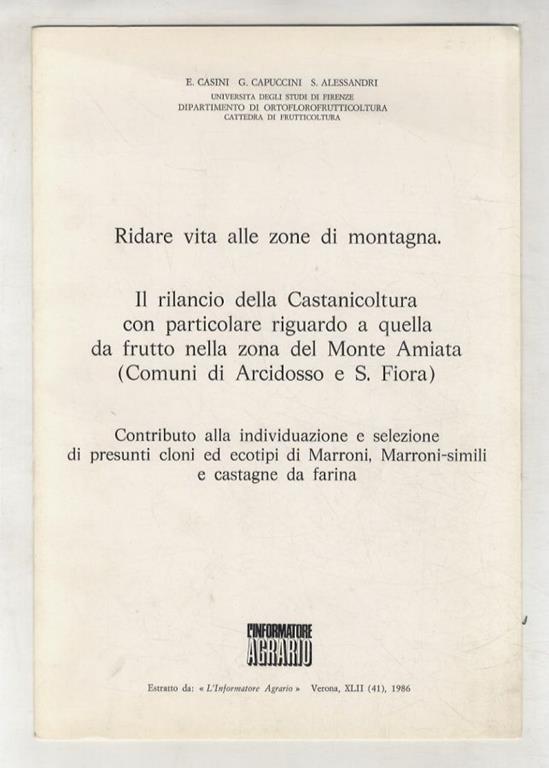 E. CASINI G. CAPUCCINI S. ALESSANDRI
UNIVERSITA DEGLI STUDI DI FIRENZE
DIPARTIMENTO DI ORTOFLOROFRUTTICOLTURA
CATTEDRA DI FRUTTICOLTURA
Ridare vita alle zone di montagna.
Il rilancio della Castanicoltura
con particolare riguardo a quella
da frutto nella zona del Monte Amiata
(Comuni di Arcidosso e S. Fiora)
Contributo alla individuazione e selezione
di presunti cloni ed ecotipi di Marroni, Marroni-simili
e castagne da farina
L'INFORMATORE
AGRARIO
Estratto da: « L'Informatore Agrario » Verona, XLII (41), 1986